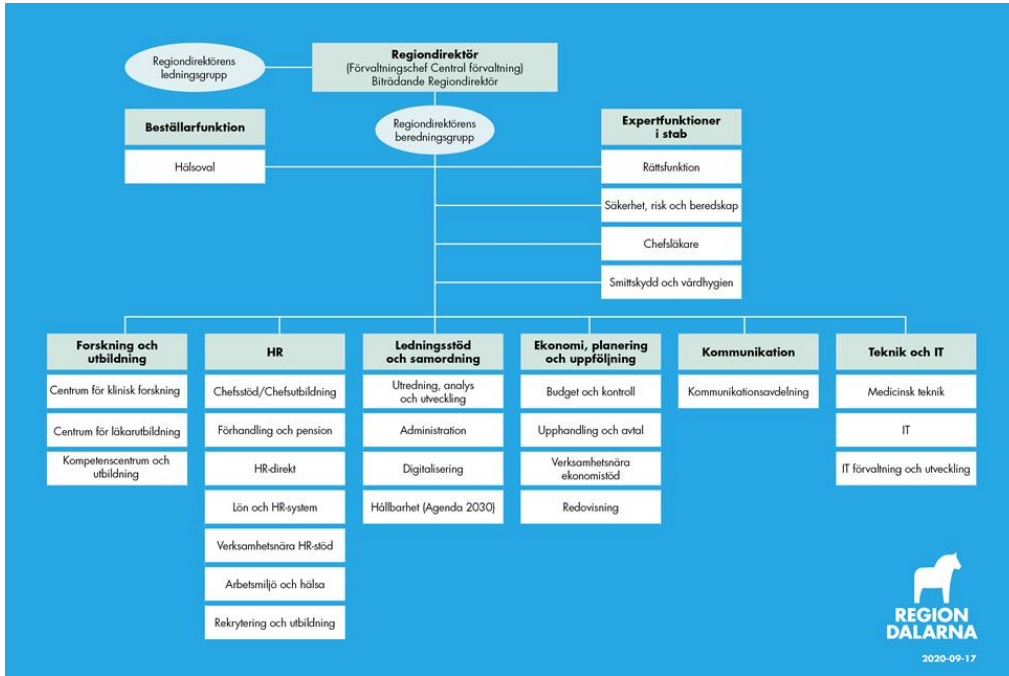 Regiondirektörens
ledningsgrupp
Regiondirektör
(Förvaltningschef Central förvaltning)
Biträdande Regiondirektör
Beställarfunktion
Hälsoval
Regiondirektörens
beredningsgrupp
Expertfunktioner
i stab
Rättsfunktion
Säkerhet, risk och beredskap
Chefsläkare
Smittskydd och vårdhygien
Forskning och
utbildning
Centrum för klinisk forskning
Centrum för läkarutbildning
Kompetenscentrum och
utbildning
HR
Chefsstöd/Chefsutbildning
Förhandling och pension
HR-direkt
Lön och HR-system
Verksamhetsnära HR-stöd
Arbetsmiljö och hälsa
Rekrytering och utbildning
Ledningsstöd
och samordning
Utredning, analys
och utveckling
Administration
Digitalisering
Hållbarhet (Agenda 2030)
Ekonomi, planering
och uppföljning
Budget och kontroll
Upphandling och avtal
Verksamhetsnära
ekonomistöd
Redovisning
Kommunikation
Kommunikationsavdelning
Teknik och IT
Medicinsk teknik
IT
IT förvaltning och utveckling
REGION
DALARNA
2020-09-17